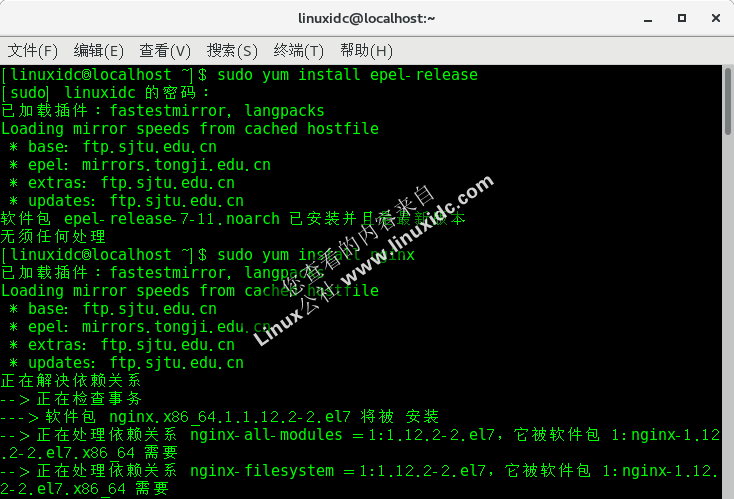 linuxidc@localhost:~
文件(F) 编辑(E) 查看(V) 搜索(S) 终端(T) 帮助(H)
[linuxidc@localhost ~]$ sudo yum install epel-release
[sudo] linuxidc 的密码：
已加载插件：fastestmirror, langpacks
Loading mirror speeds from cached hostfile
* base: ftp.sjtu.edu.cn
* epel: mirrors.tongji.edu.cn
* extras: ftp.sjtu.edu.cn
* updates: ftp.sjtu.edu.cn
软件包 epel-release-7-11.noarch 已安装并且是最新版本
无须任何处理
[linuxidc@localhost ~]$ sudo yum install nginx
已加载插件：fastestmirror, langpacks
Loading mirror speeds from cached hostfile
* base: ftp.sjtu.edu.cn
* epel: mirrors.tongji.edu.cn
* extras: ftp.sjtu.edu.cn
* updates: ftp.sjtu.edu.cn
正在解决依赖关系
--> 正在检查事务
---> 软件包 nginx.x86_64.1.1.12.2-2.el7 将被 安装
--> 正在处理依赖关系 nginx-all-modules = 1:1.12.2-2.el7，它被软件包 1:nginx-1.12
.2-2.el7.x86_64 需要
--> 正在处理依赖关系 nginx-filesystem = 1:1.12.2-2.el7，它被软件包 1:nginx-1.12.
2-2.el7.x86_64 需要
您查看的内容来自
Linux公社 www.linuxidc.com